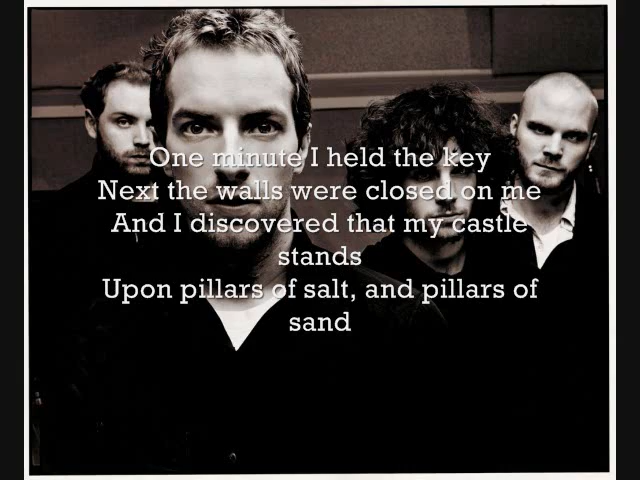 One minute I held the key
Next the walls were closed on me
And I discovered that my castle
stands
Upon pillars of salt, and pillars of
sand